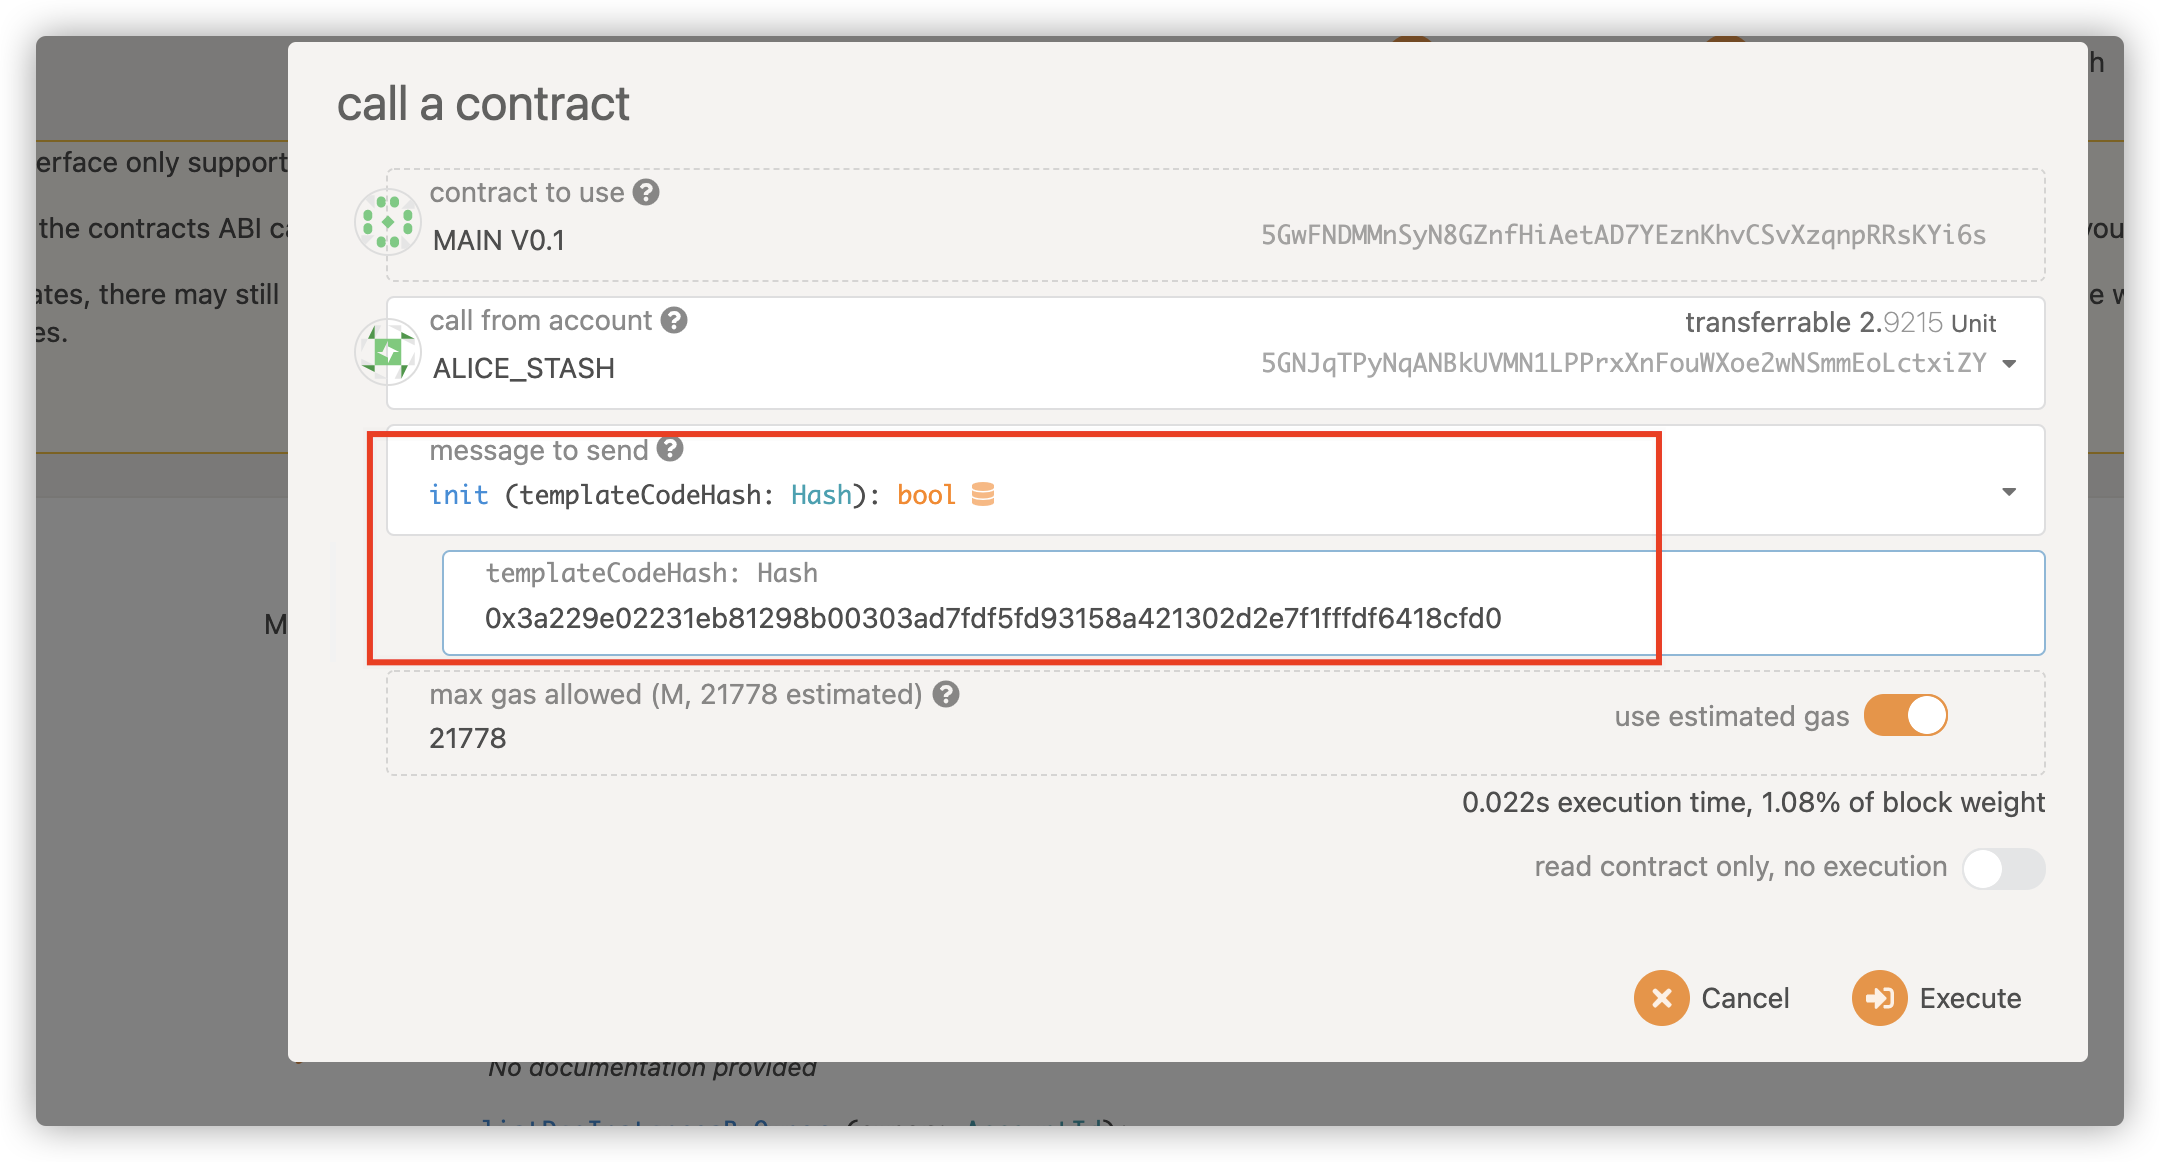 h
call a contract
erface only support
contract to use
MAIN V0.1
5GwFNDMMnSyN8GZnfHiAetAD7YEznKhvCSvXzqnpRRsKYi6s
the contracts ABI ca
you
ates, there may still
e w
es.
call from account
transferrable 2.9215 Unit
ALICE_STASH
5GNJqTPyNqANBkUVMN1LPPrxXnFouWXoe2wNSmmEoLctxiZY
message to send
init (templateCodeHash: Hash): bool
templateCodeHash: Hash
0x3a229e02231eb81298b00303ad7fdf5fd93158a421302d2e7f1fffdf6418cfd0
M
max gas allowed (M, 21778 estimated)
21778
use estimated gas
0.022s execution time, 1.08% of block weight
read contract only, no execution
Cancel
Execute
No documentation provided